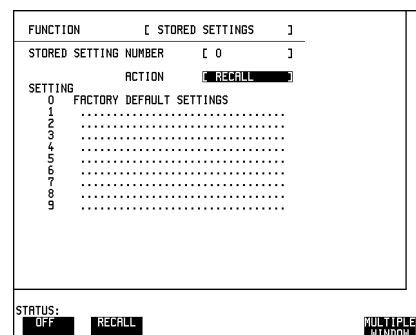 FUNCTION [ STORED SETTINGS ]
STORED SETTING NUMBER [ 0 ]
ACTION [ RECALL ]
SETTING
0 FACTORY DEFAULT SETTINGS
1 ..............................
2 ..............................
3 ..............................
4 ..............................
5 ..............................
6 ..............................
7 ..............................
8 ..............................
9 ..............................
STATUS:
OFF RECALL MULTIPLE
WINDOW